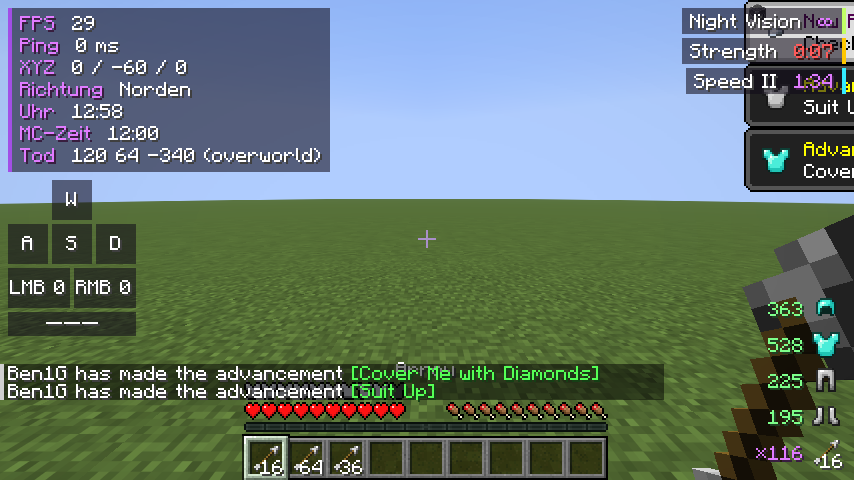 FPS 29
Ping 0 ms
XYZ 0 / -60 / 0
Richtung Norden
Uhr 12:58
MC-Zeit 12:00
Tod 120 64 -340 (overworld)
Night Vision
Strength 0:07
Speed II 1:34
Suit U
Advan
Cover
W
A S D
LMB 0 RMB 0
363
528
225
195
×116 16
Ben1G has made the advancement [Cover Me with Diamonds]
Ben1G has made the advancement [Suit Up]
16 64 36